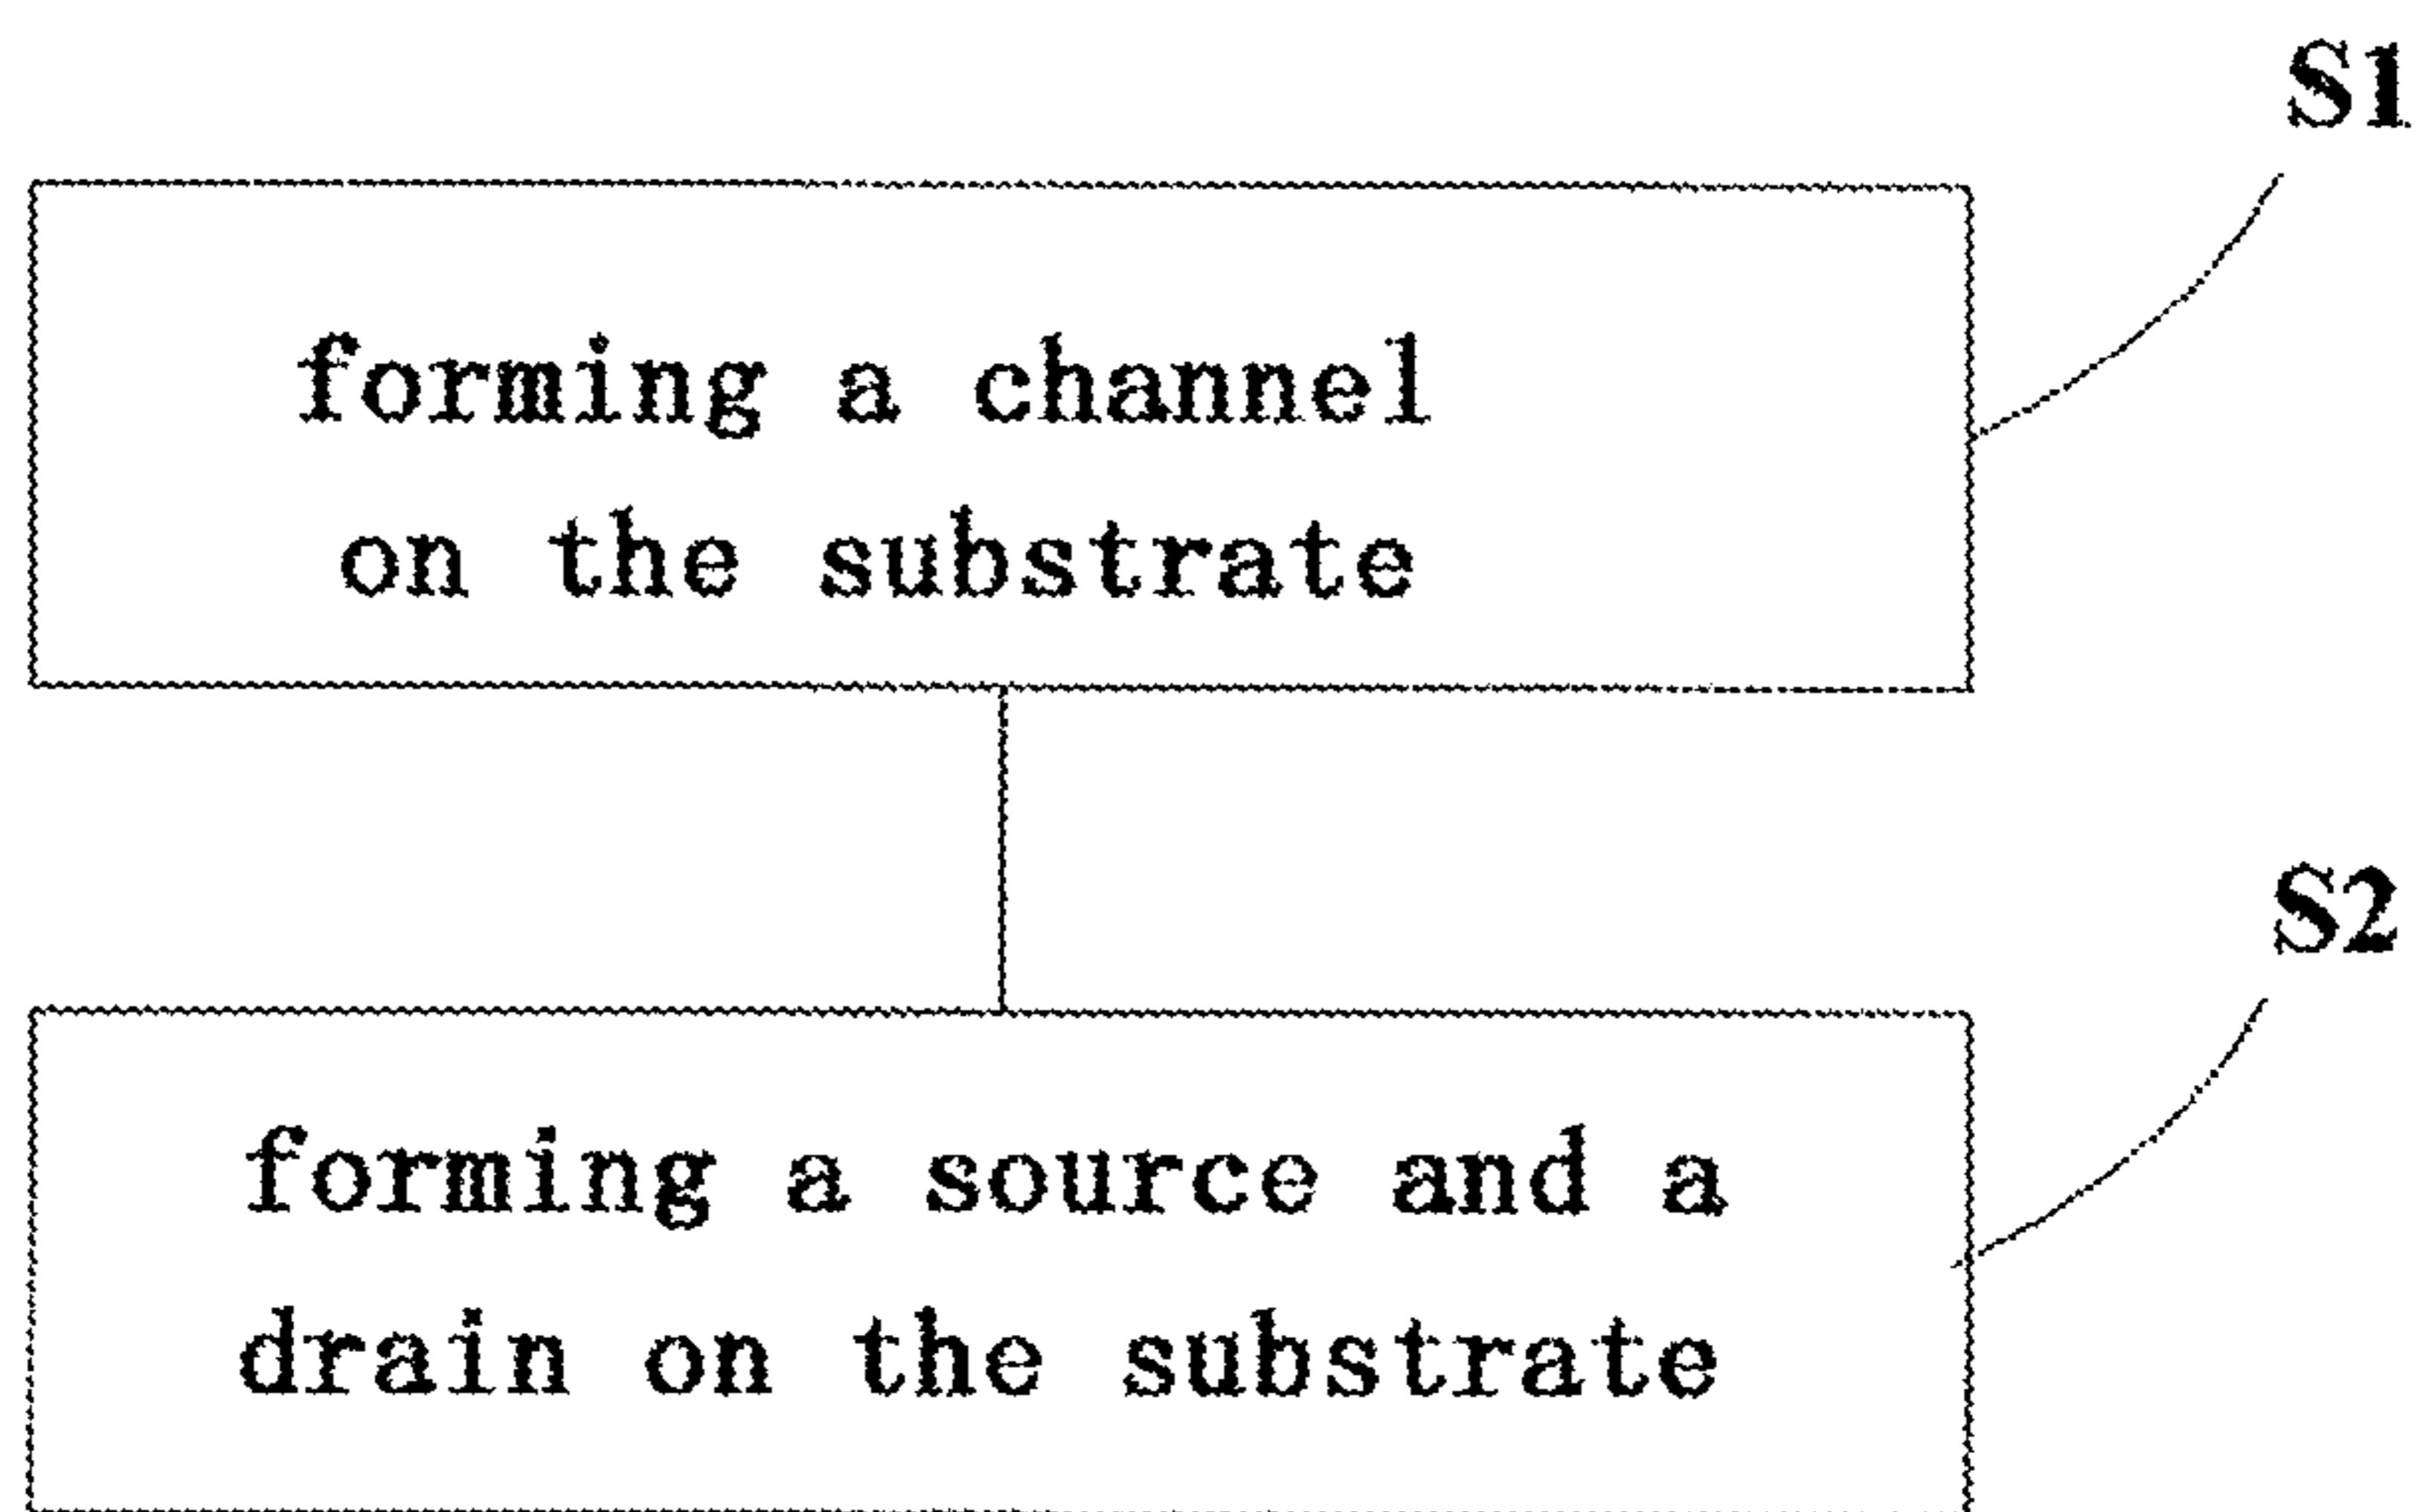 S1
forming a channel
on the substrate
S2
forming a source and a
drain on the substrate